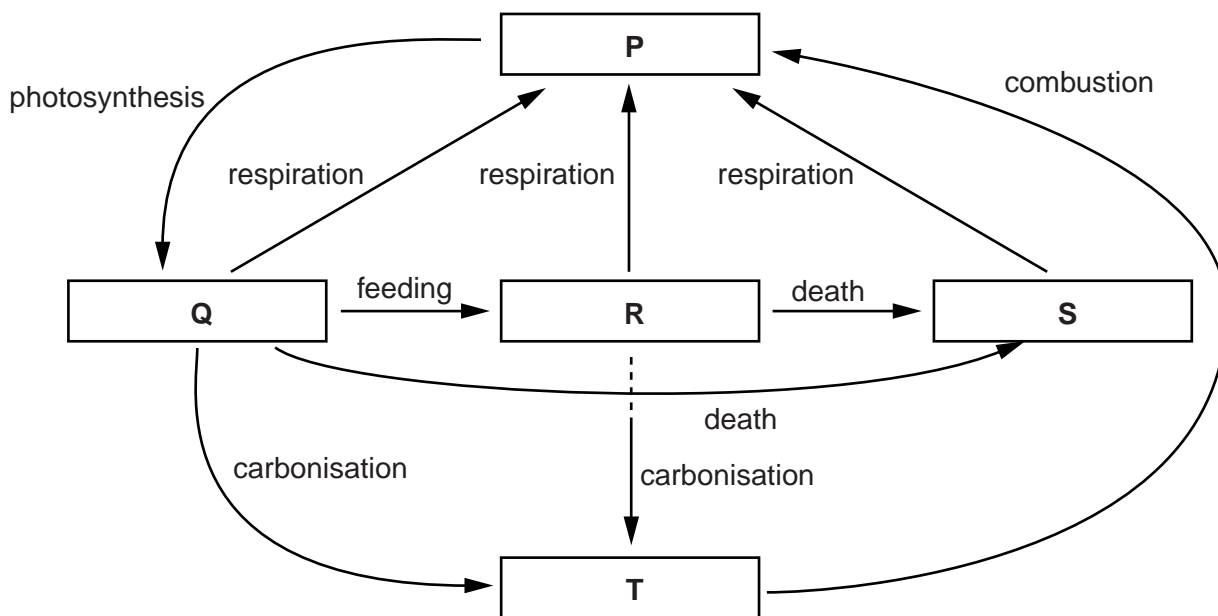 P
combustion
photosynthesis
respiration
respiration
respiration
feeding
death
Q
R
S
death
carbonisation
carbonisation
T